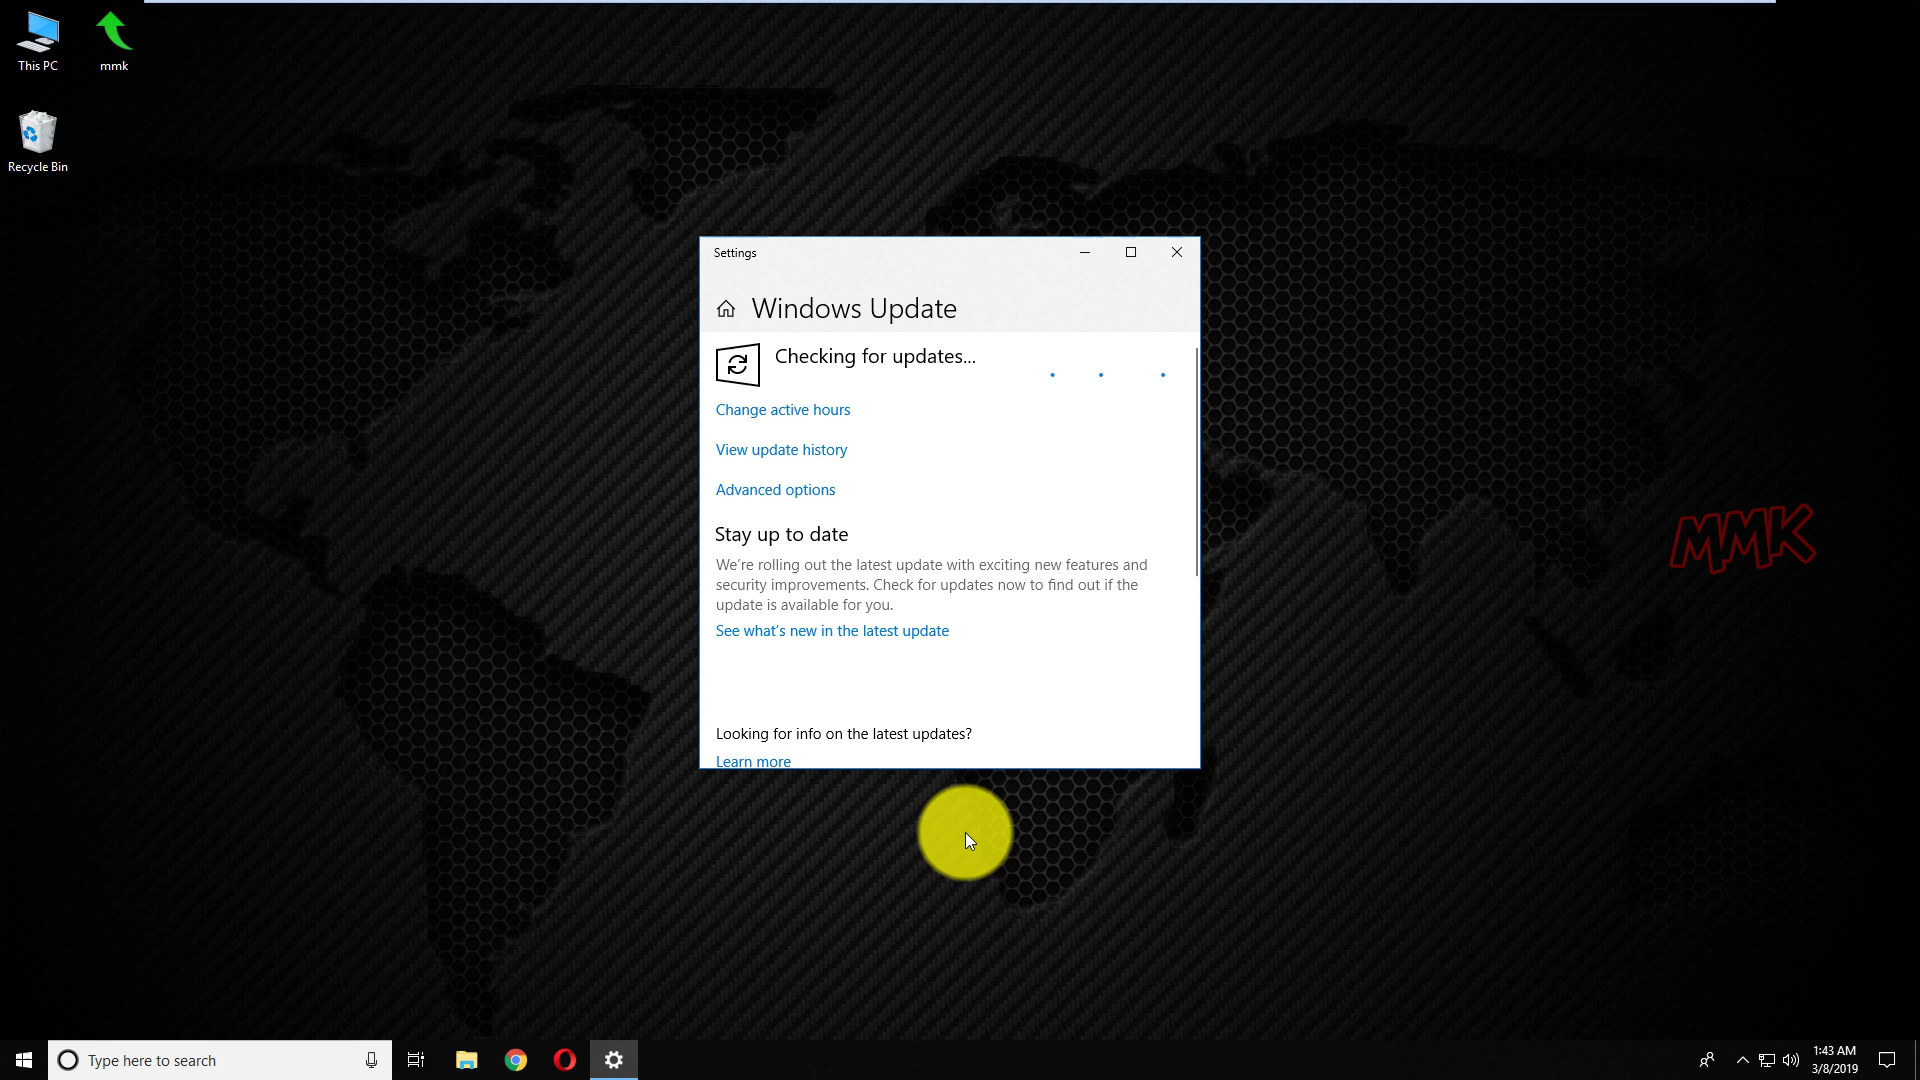 This PC
mmk
Recycle Bin
Settings
Windows Update
Checking for updates...
Change active hours
View update history
Advanced options
Stay up to date
We're rolling out the latest update with exciting new features and
security improvements. Check for updates now to find out if the
update is available for you.
See what's new in the latest update
Looking for info on the latest updates?
Learn more
MMK
Type here to search
1:43 AM
3/8/2019